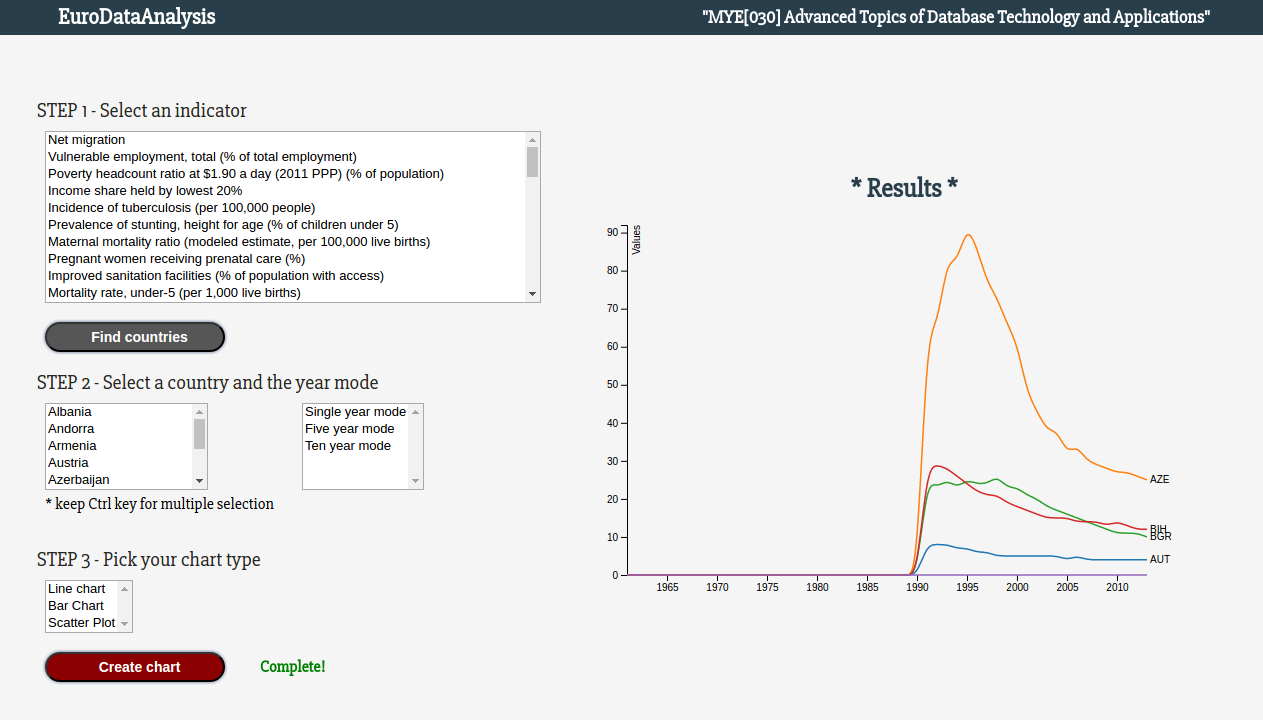 EuroDataAnalysis
"MYE[030] Advanced Topics of Database Technology and Applications"
STEP 1 - Select an indicator
Net migration
Vulnerable employment, total (% of total employment)
Poverty headcount ratio at $1.90 a day (2011 PPP) (% of population)
Income share held by lowest 20%
Incidence of tuberculosis (per 100,000 people)
Prevalence of stunting, height for age (% of children under 5)
Maternal mortality ratio (modeled estimate, per 100,000 live births)
Pregnant women receiving prenatal care (%)
Improved sanitation facilities (% of population with access)
Mortality rate, under-5 (per 1,000 live births)
Find countries
STEP 2 - Select a country and the year mode
Albania
Andorra
Armenia
Austria
Azerbaijan
Single year mode
Five year mode
Ten year mode
* keep Ctrl key for multiple selection
STEP 3 - Pick your chart type
Line chart
Bar Chart
Scatter Plot
Create chart
Complete!
* Results *
Values
90
80
70
60
50
40
30
20
10
0
1965 1970 1975 1980 1985 1990 1995 2000 2005 2010
AZE
BIH
BGR
AUT